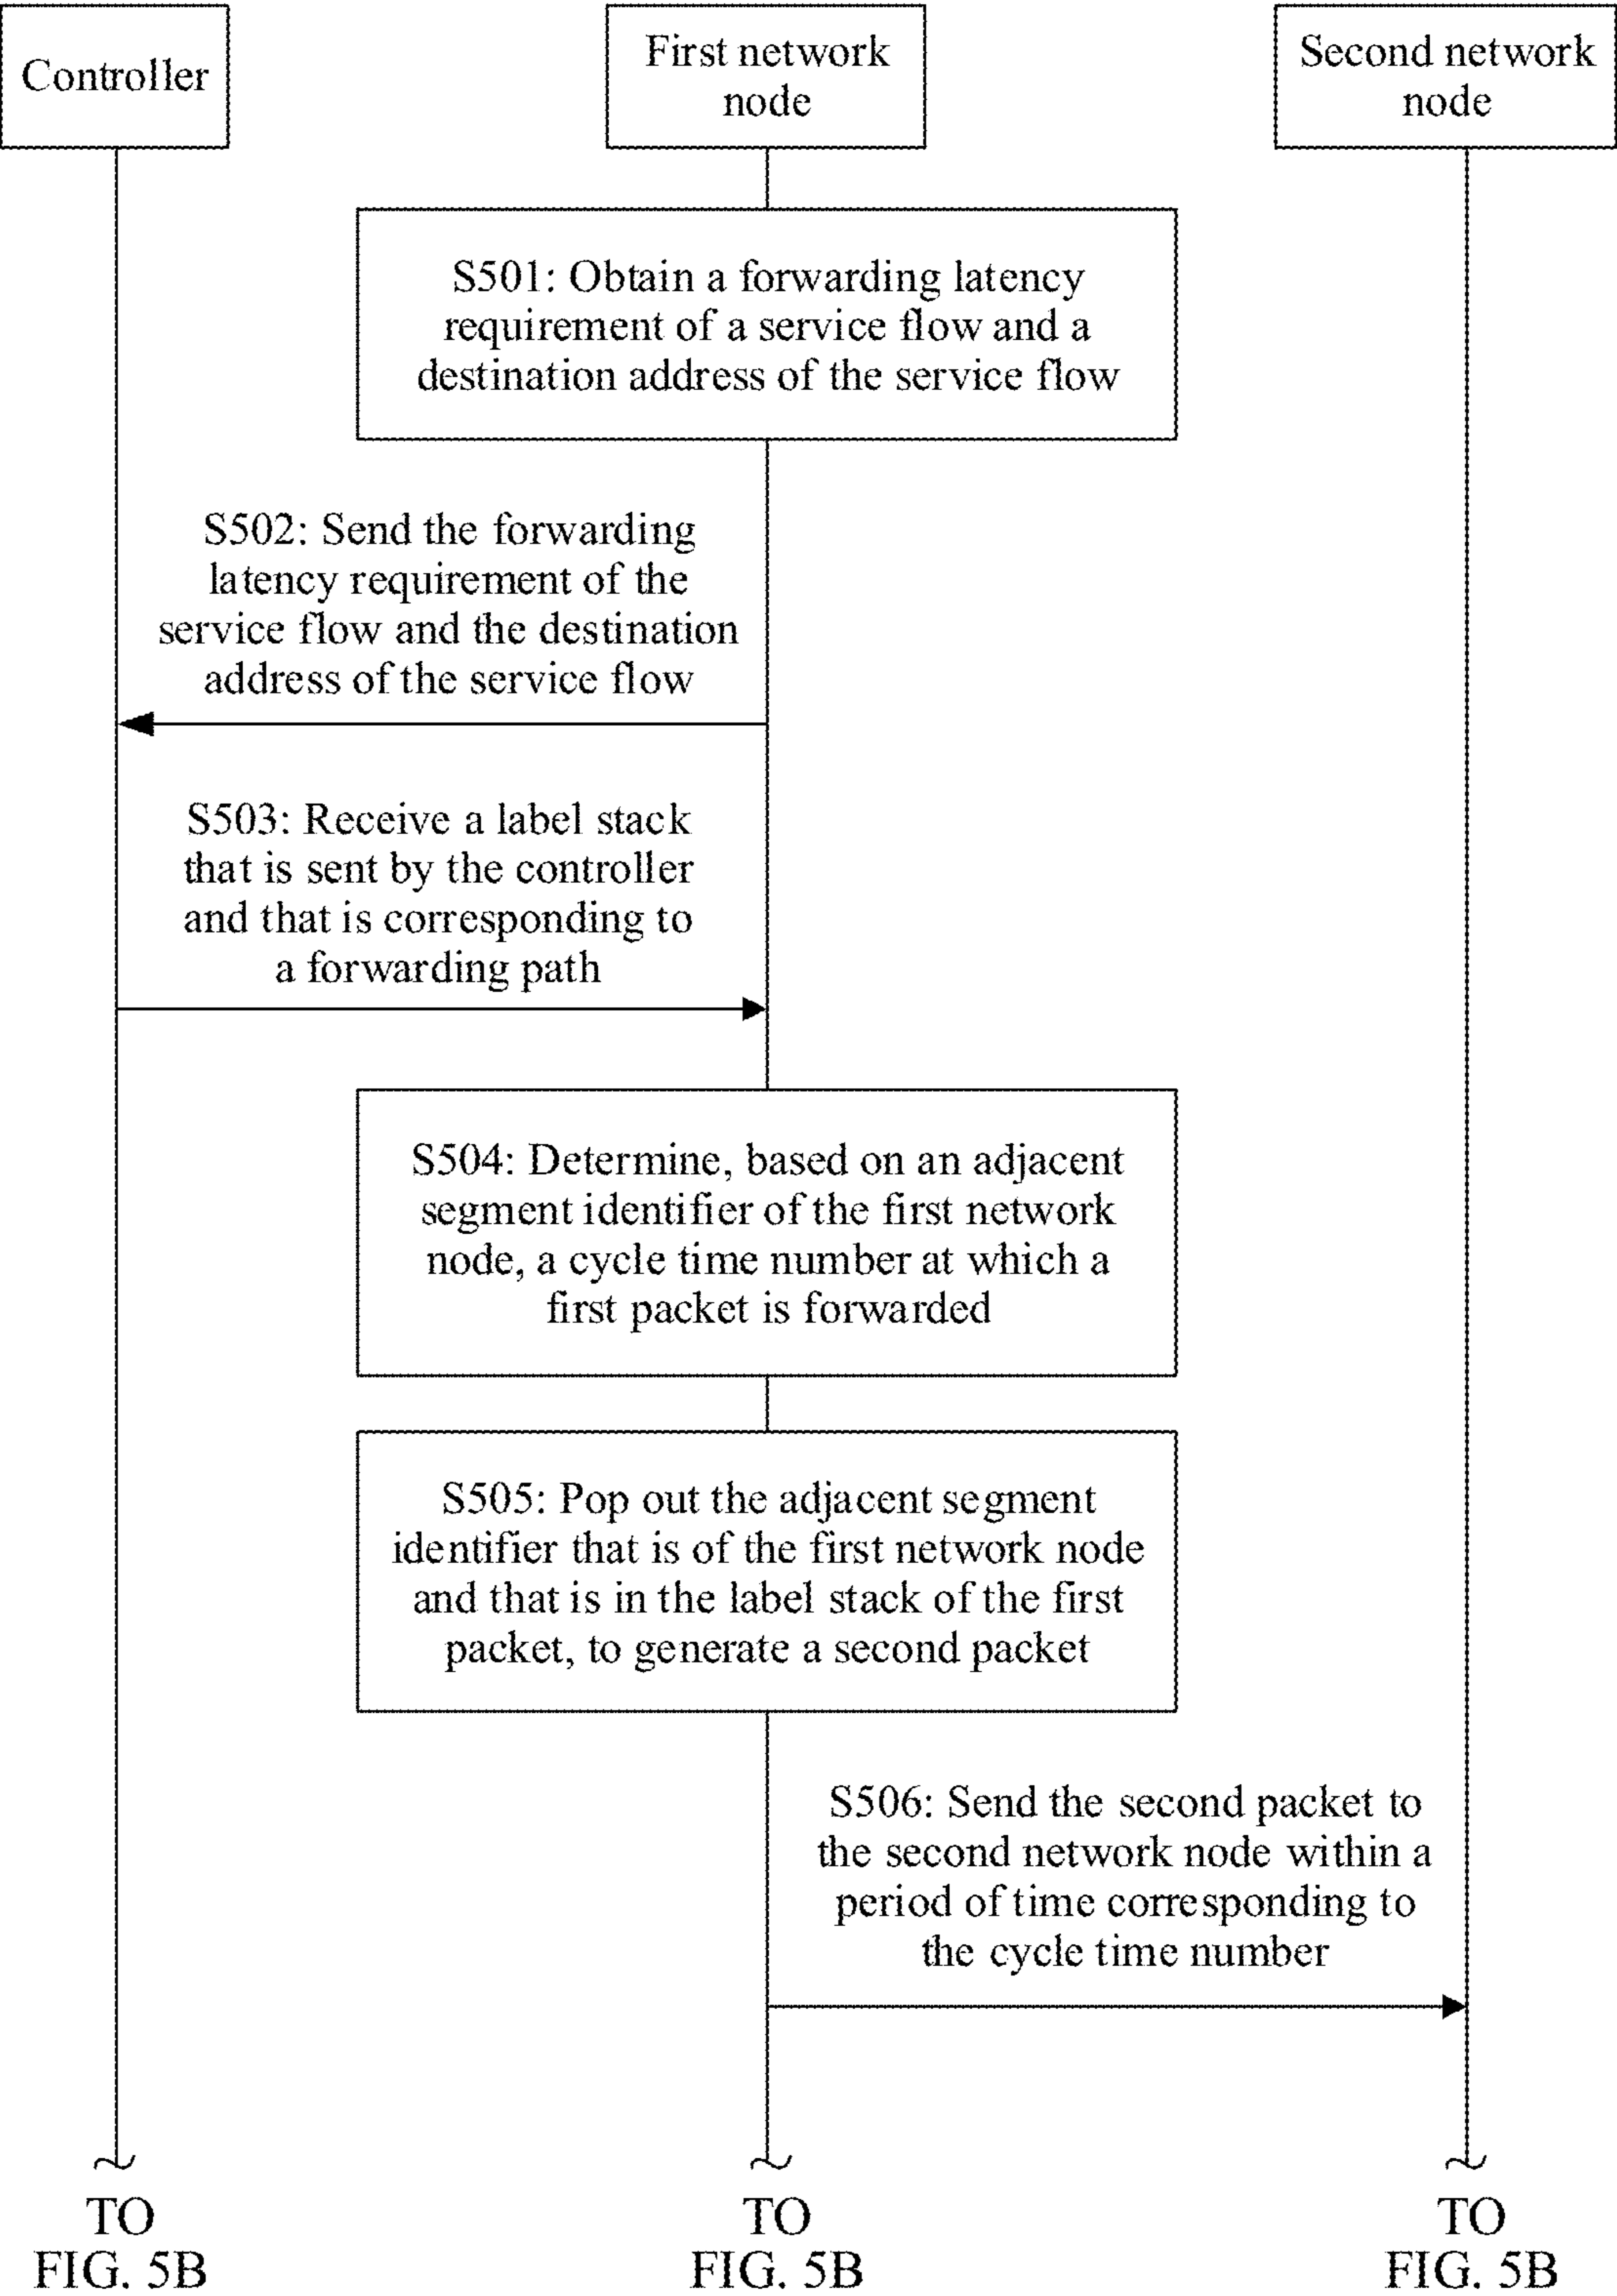 Controller
First network
node
Second network
node
S501: Obtain a forwarding latency
requirement of a service flow and a
destination address of the service flow
S502: Send the forwarding
latency requirement of the
service flow and the destination
address of the service flow
S503: Receive a label stack
that is sent by the controller
and that is corresponding to
a forwarding path
S504: Determine, based on an adjacent
segment identifier of the first network
node, a cycle time number at which a
first packet is forwarded
S505: Pop out the adjacent segment
identifier that is of the first network node
and that is in the label stack of the first
packet, to generate a second packet
S506: Send the second packet to
the second network node within a
period of time corresponding to
the cycle time number
TO
FIG. 5B
TO
FIG. 5B
TO
FIG. 5B